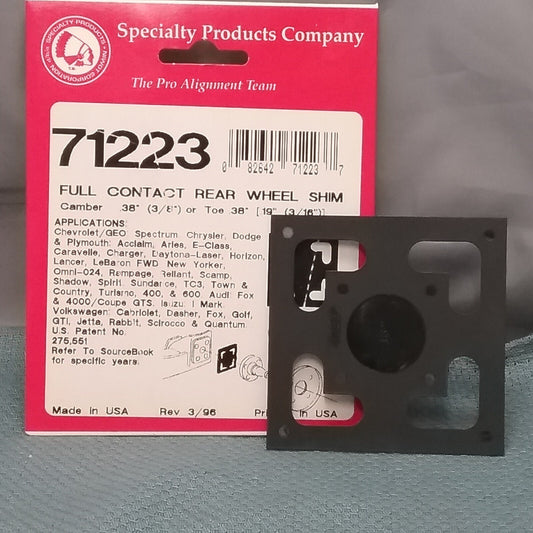 SPECIALTY PRODUCTS
NIWOT CORPORATION
Specialty Products Company
The Pro Alignment Team
71223
0 82642 71223 7
FULL CONTACT REAR WHEEL SHIM
Camber .38° (3/8") or Toe .38° [.19" (3/16")]
APPLICATIONS:
Chevrolet/GEO: Spectrum, Chrysler, Dodge
& Plymouth: Acclaim, Aries, E-Class,
Caravelle, Charger, Daytona-Laser, Horizon,
Lancer, LeBaron FWD, New Yorker,
Omni-024, Rampage, Reliant, Scamp,
Shadow, Spirit, Sundance, TC3, Town &
Country, Turismo, 400, & 600. Audi: Fox
& 4000/Coupe GTS. Isuzu: I Mark.
Volkswagen: Cabriolet, Dasher, Fox, Golf,
GTI, Jetta, Rabbit, Scirocco & Quantum.
U.S. Patent No.
275,551
Refer To SourceBook
for specific years.
Made in USA Rev 3/96 in USA